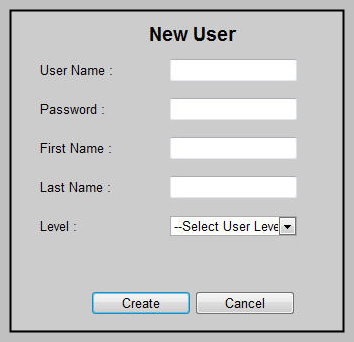 New User
User Name :
Password :
First Name :
Last Name :
Level : --Select User Leve
Create Cancel